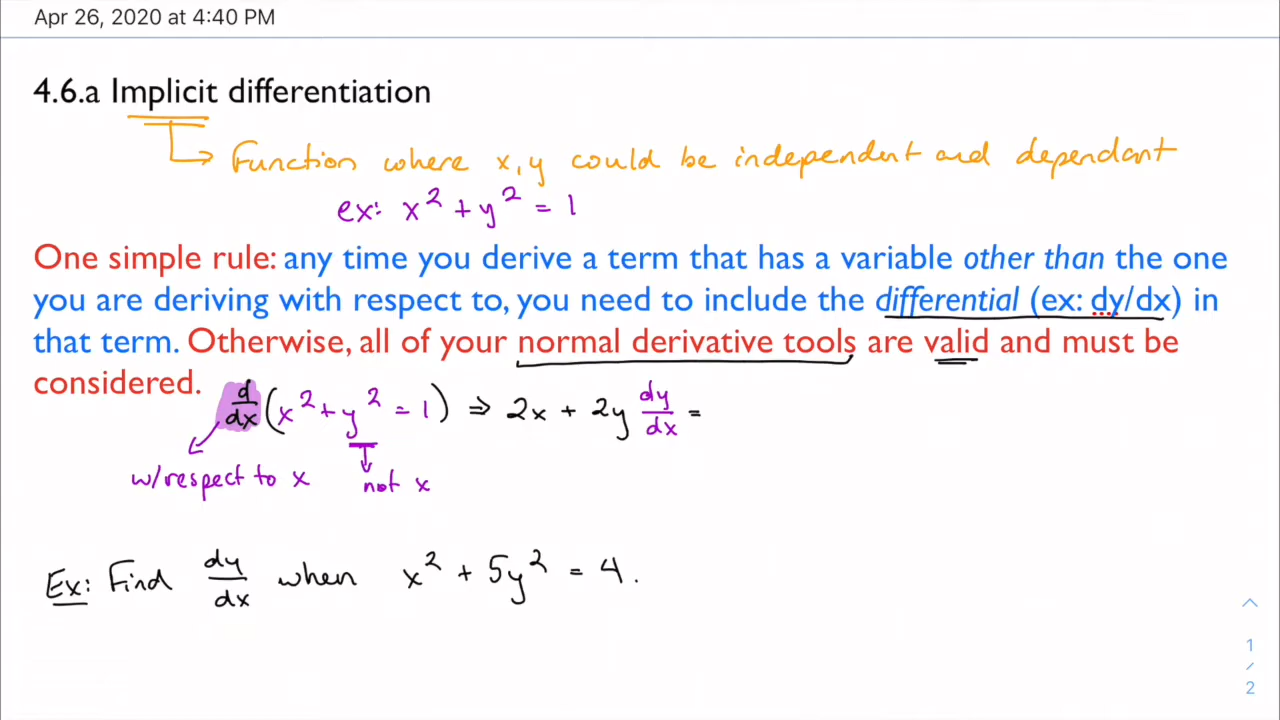 Apr 26, 2020 at 4:40 PM
4.6.a Implicit differentiation
Function where x, y could be independent and dependant
ex: x² + y² = 1
One simple rule: any time you derive a term that has a variable other than the one
you are deriving with respect to, you need to include the differential (ex: dy/dx) in
that term. Otherwise, all of your normal derivative tools are valid and must be
considered.
d/dx (x² + y² = 1) ⇒ 2x + 2y dy/dx =
w/respect to x not x
Ex: Find dy/dx when x² + 5y² = 4.
1
/
2